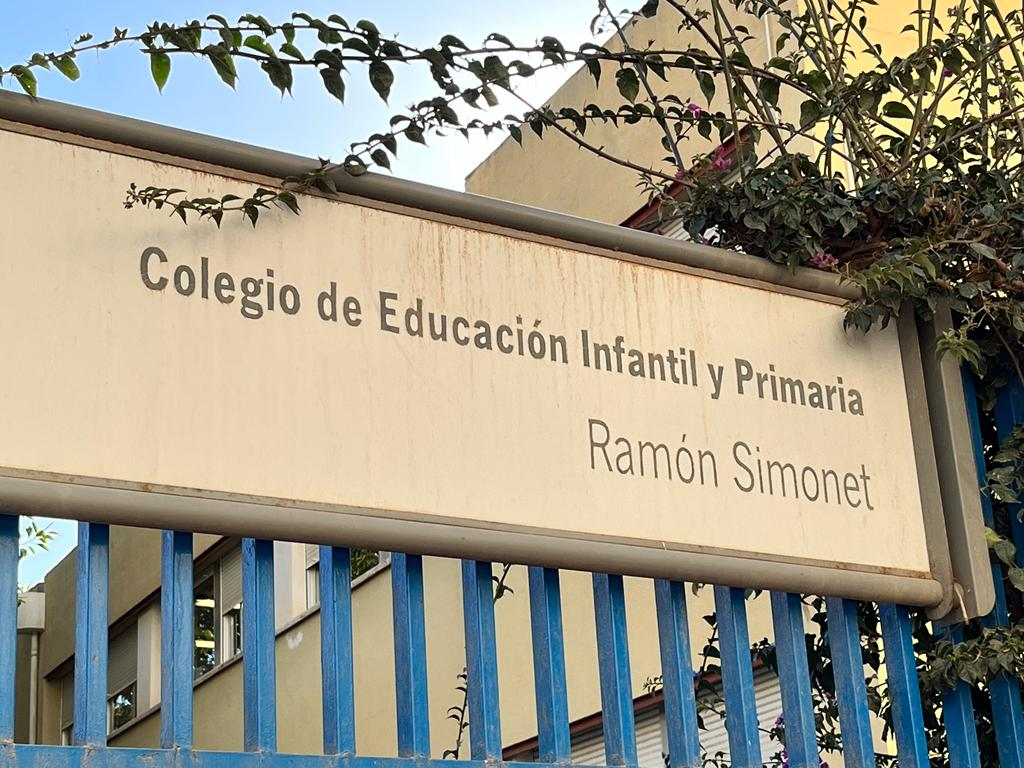 Colegio de Educación Infantil y Primaria
Ramón Simonet